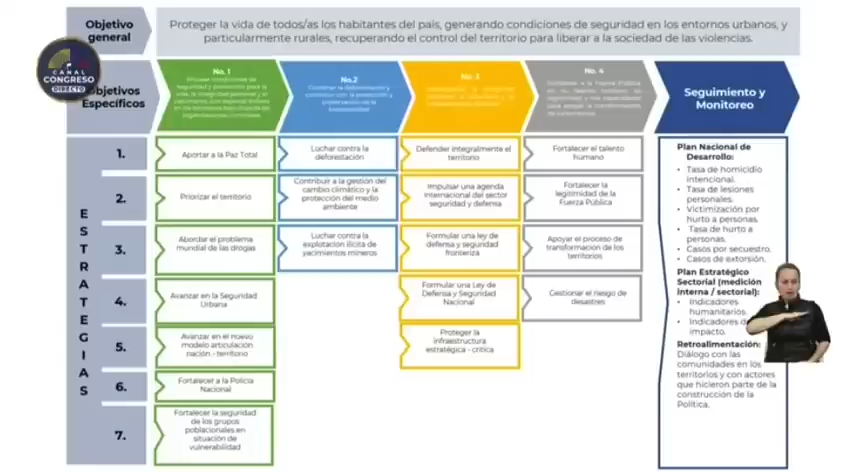 Objetivo
general
Proteger la vida de todos/as los habitantes del país, generando condiciones de seguridad en los entornos urbanos, y
particularmente rurales, recuperando el control del territorio para liberar a la sociedad de las violencias.
CANAL
CONGRESO
DIRECTO
Objetivos
Específicos
No. 1
No.2
No. 3
No. 4
Seguimiento y
Monitoreo
ESTRATEGIAS
1.
Aportar a la Paz Total
Luchar contra la
deforestación
Defender integralmente el
territorio
Fortalecer el talento
humano
2.
Priorizar el territorio
Contribuir a la gestión del
cambio climático y la
protección del medio
ambiente
Impulsar una agenda
internacional del sector
seguridad y defensa
Fortalecer la
legitimidad de la
Fuerza Pública
3.
Abordar el problema
mundial de las drogas
Luchar contra la
explotación ilícita de
yacimientos mineros
Formular una ley de
defensa y seguridad
fronteriza
Apoyar el proceso de
transformacion de los
territorios
4.
Avanzar en la Seguridad
Urbana
Formular una Ley de
Defensa y Seguridad
Nacional
Gestionar el riesgo de
desastres
5.
Avanzar en el nuevo
modelo articulación
nación - territorio
Proteger la
infraestructura
estratégica - crítica
6.
Fortalecer a la Policía
Nacional
7.
Fortalecer la seguridad
de los grupos
poblacionales en
situación de
vulnerabilidad
Plan Nacional de
Desarrollo:
• Tasa de homicidio
intencional.
• Tasa de lesiones
personales.
• Victimización por
hurto a personas.
• Tasa de hurto a
personas.
• Casos por secuestro.
• Casos de extorsión.
Plan Estratégico
Sectorial (medición
interna / sectorial):
• Indicadores
humanitarios.
• Indicadores de
impacto.
Retroalimentación:
Diálogo con las
comunidades en los
territorios y con actores
que hicieron parte de la
construcción de la
Política.